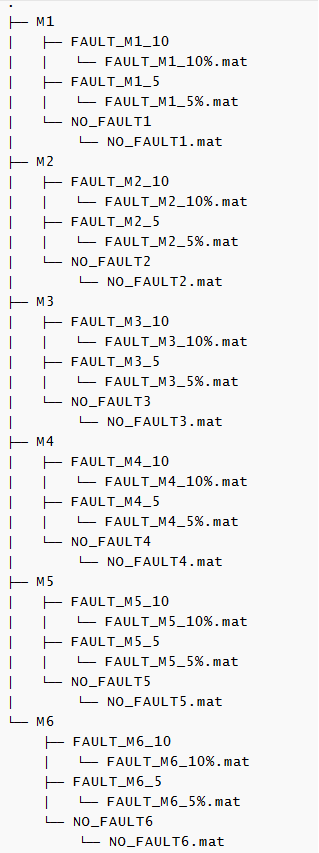 .
├── M1
│   ├── FAULT_M1_10
│   │   └── FAULT_M1_10%.mat
│   ├── FAULT_M1_5
│   │   └── FAULT_M1_5%.mat
│   └── NO_FAULT1
│       └── NO_FAULT1.mat
├── M2
│   ├── FAULT_M2_10
│   │   └── FAULT_M2_10%.mat
│   ├── FAULT_M2_5
│   │   └── FAULT_M2_5%.mat
│   └── NO_FAULT2
│       └── NO_FAULT2.mat
├── M3
│   ├── FAULT_M3_10
│   │   └── FAULT_M3_10%.mat
│   ├── FAULT_M3_5
│   │   └── FAULT_M3_5%.mat
│   └── NO_FAULT3
│       └── NO_FAULT3.mat
├── M4
│   ├── FAULT_M4_10
│   │   └── FAULT_M4_10%.mat
│   ├── FAULT_M4_5
│   │   └── FAULT_M4_5%.mat
│   └── NO_FAULT4
│       └── NO_FAULT4.mat
├── M5
│   ├── FAULT_M5_10
│   │   └── FAULT_M5_10%.mat
│   ├── FAULT_M5_5
│   │   └── FAULT_M5_5%.mat
│   └── NO_FAULT5
│       └── NO_FAULT5.mat
└── M6
    ├── FAULT_M6_10
    │   └── FAULT_M6_10%.mat
    ├── FAULT_M6_5
    │   └── FAULT_M6_5%.mat
    └── NO_FAULT6
        └── NO_FAULT6.mat